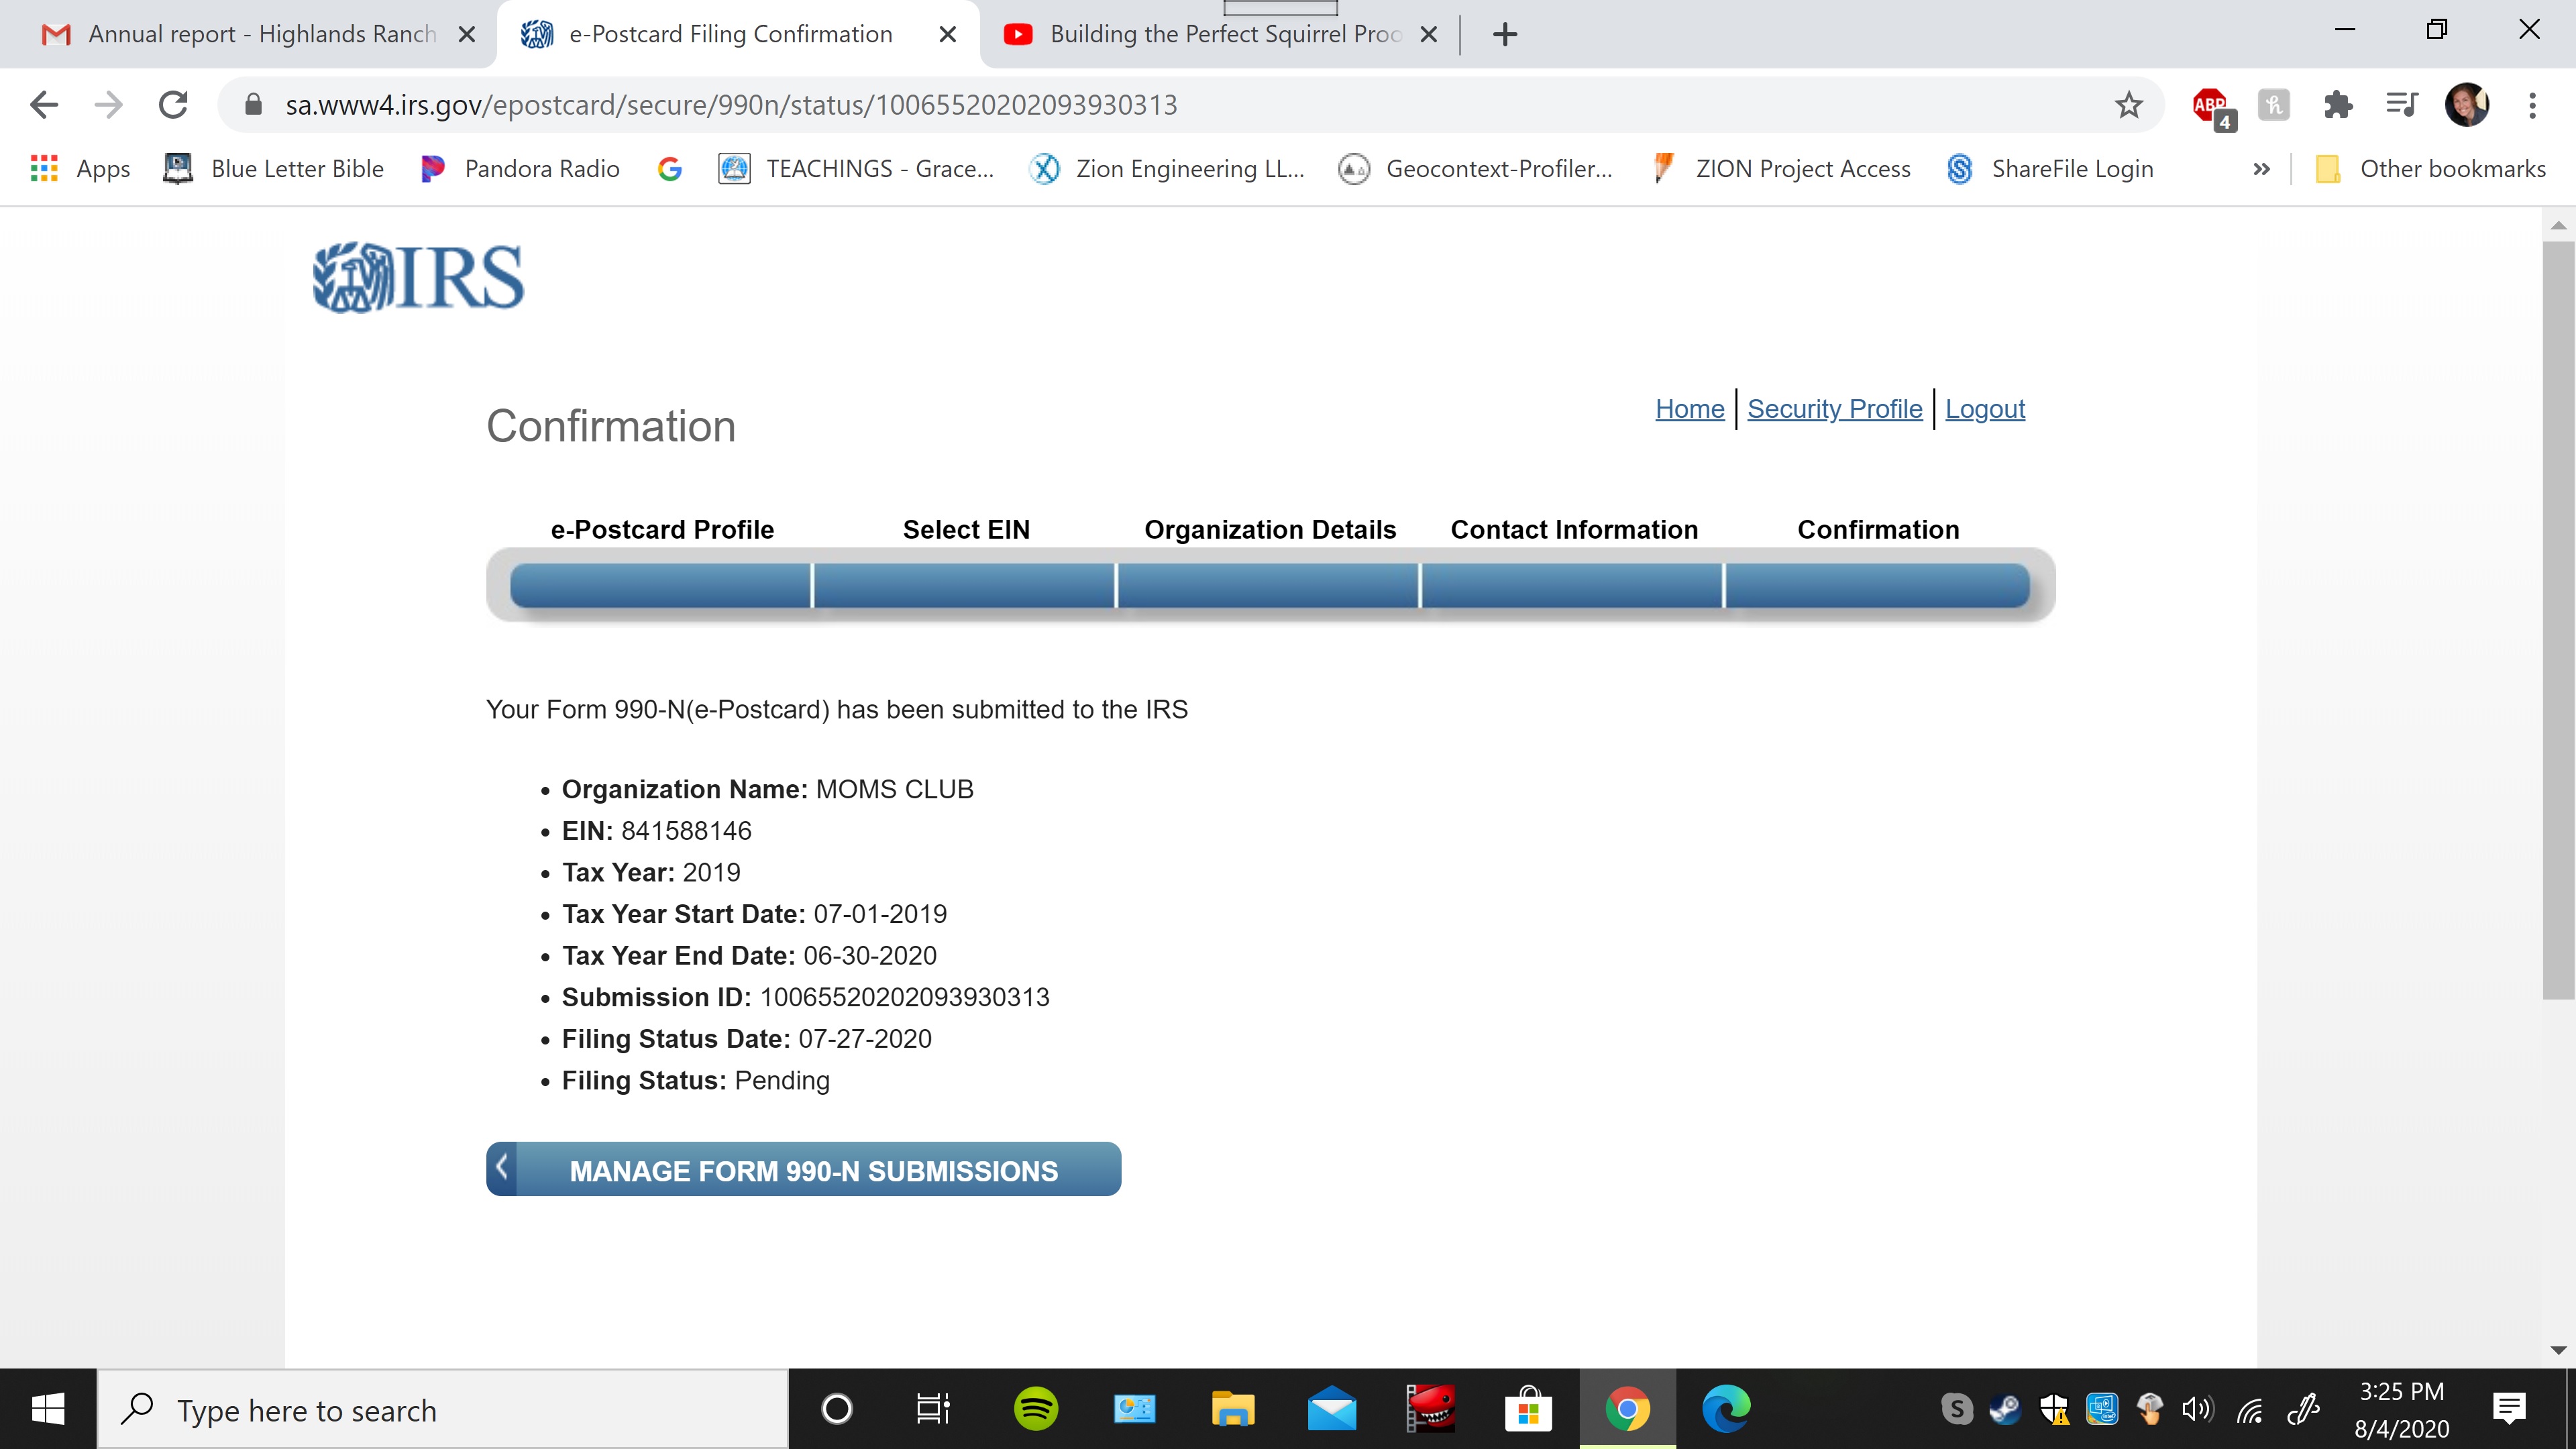 Annual report - Highlands Ranch
e-Postcard Filing Confirmation
Building the Perfect Squirrel Proo
sa.www4.irs.gov/epostcard/secure/990n/status/10065520202093930313
ABP
4
h
Apps
Blue Letter Bible
Pandora Radio
TEACHINGS - Grace...
Zion Engineering LL...
Geocontext-Profiler...
ZION Project Access
ShareFile Login
»
Other bookmarks
IRS
Confirmation
Home
Security Profile
Logout
e-Postcard Profile
Select EIN
Organization Details
Contact Information
Confirmation
Your Form 990-N(e-Postcard) has been submitted to the IRS
• Organization Name: MOMS CLUB
• EIN: 841588146
• Tax Year: 2019
• Tax Year Start Date: 07-01-2019
• Tax Year End Date: 06-30-2020
• Submission ID: 10065520202093930313
• Filing Status Date: 07-27-2020
• Filing Status: Pending
MANAGE FORM 990-N SUBMISSIONS
Type here to search
3:25 PM
8/4/2020